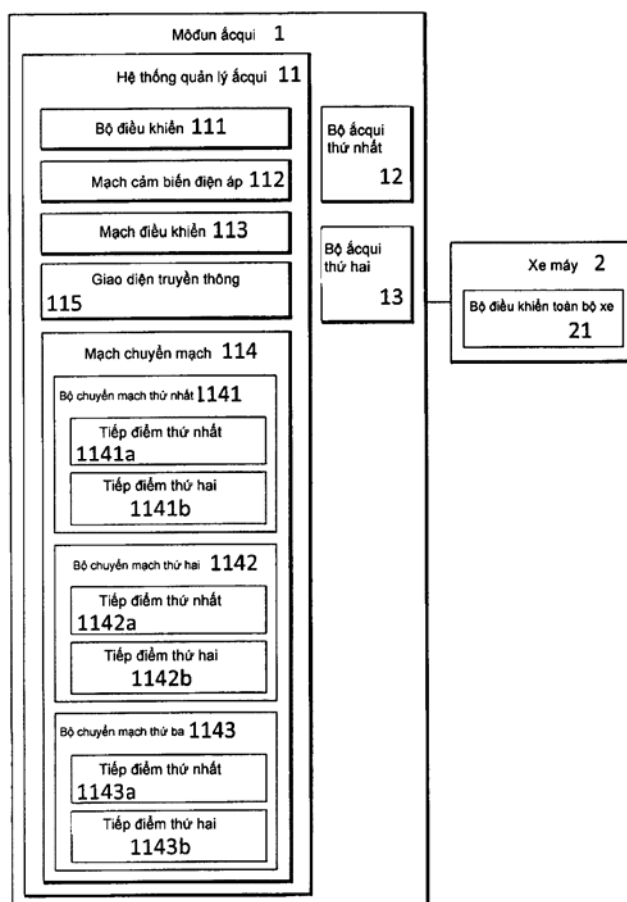 Môđun ắcqui 1
Hệ thống quản lý ắcqui 11
Bộ điều khiển 111
Mạch cảm biến điện áp 112
Mạch điều khiển 113
Giao diện truyền thông
115
Mạch chuyển mạch 114
Bộ chuyển mạch thứ nhất 1141
Tiếp điểm thứ nhất
1141a
Tiếp điểm thứ hai
1141b
Bộ chuyển mạch thứ hai 1142
Tiếp điểm thứ nhất
1142a
Tiếp điểm thứ hai
1142b
Bộ chuyển mạch thứ ba 1143
Tiếp điểm thứ nhất
1143a
Tiếp điểm thứ hai
1143b
Bộ ắcqui
thứ nhất
12
Bộ ắcqui
thứ hai
13
Xe máy 2
Bộ điều khiển toàn bộ xe
21